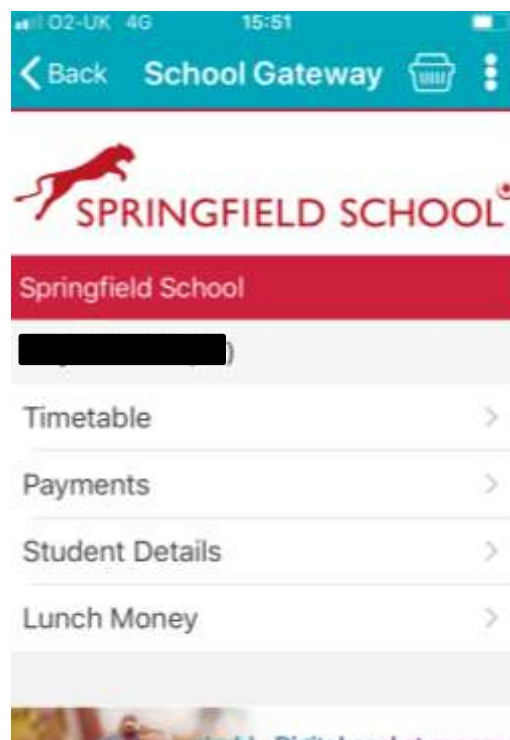 O2-UK 4G 15:51
Back School Gateway
SPRINGFIELD SCHOOL
Springfield School
)
Timetable
Payments
Student Details
Lunch Money